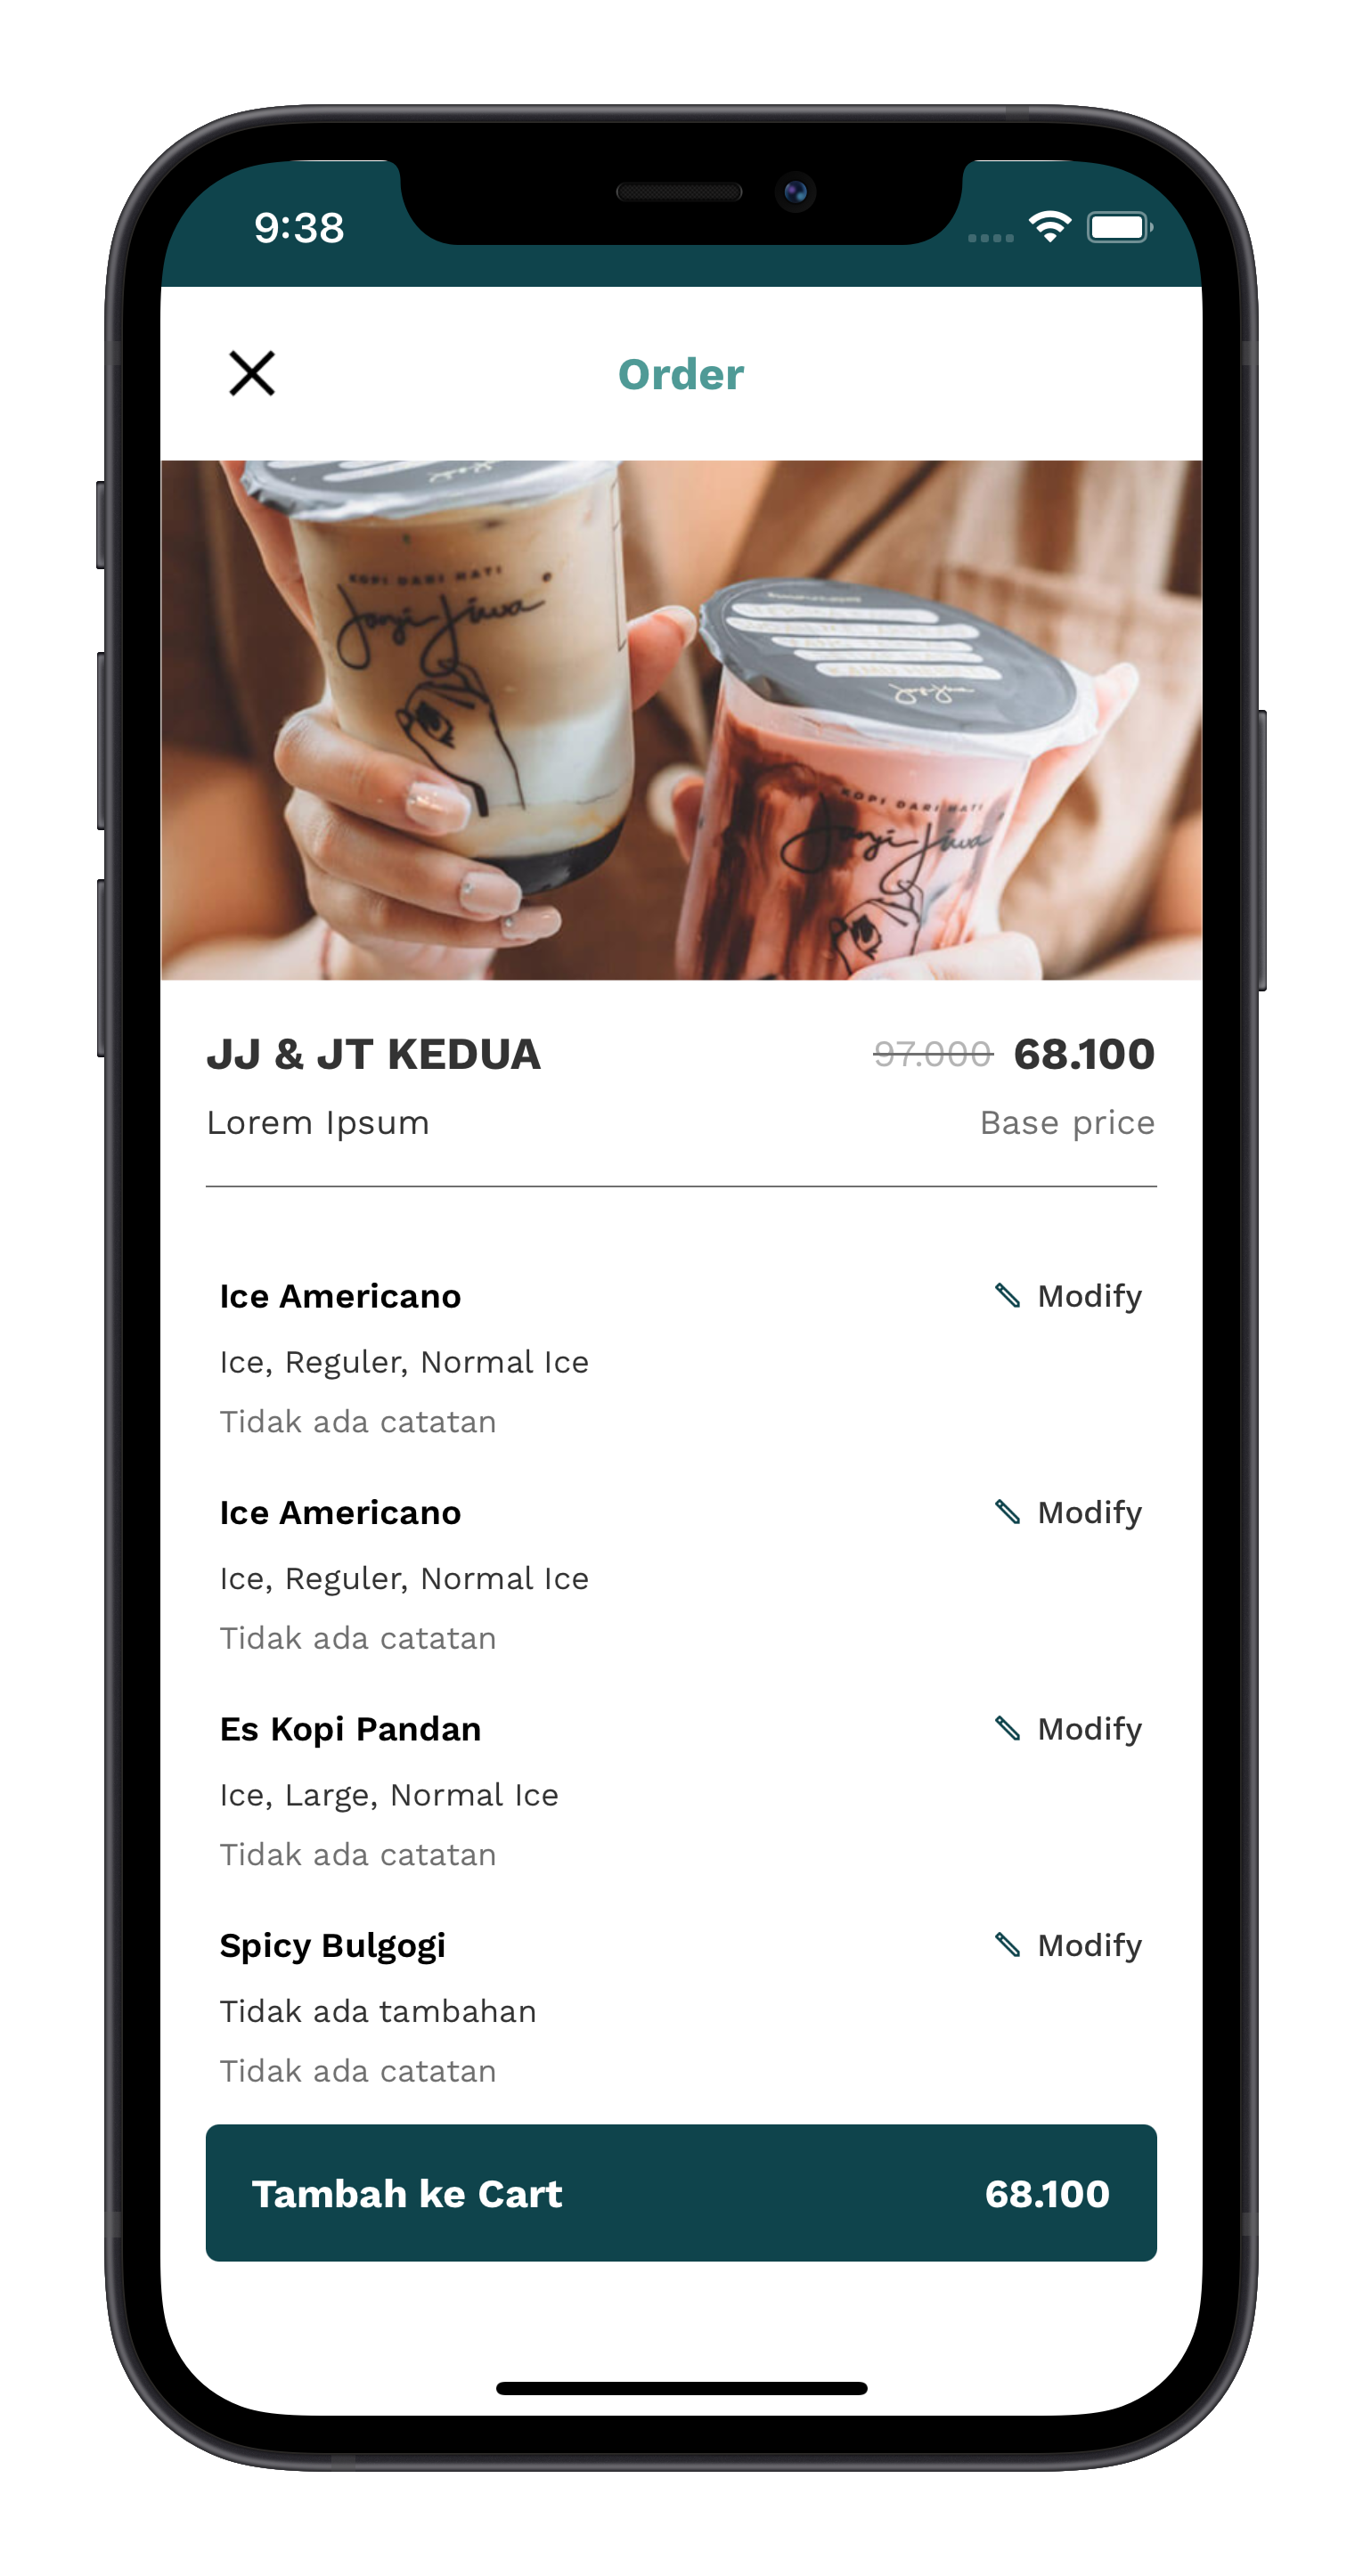 9:38
Order
KOPI DARI HATI
Janji Jiwa
KOPI DARI HATI
Janji Jiwa
JJ & JT KEDUA 97.000 68.100
Lorem Ipsum Base price
Ice Americano Modify
Ice, Reguler, Normal Ice
Tidak ada catatan
Ice Americano Modify
Ice, Reguler, Normal Ice
Tidak ada catatan
Es Kopi Pandan Modify
Ice, Large, Normal Ice
Tidak ada catatan
Spicy Bulgogi Modify
Tidak ada tambahan
Tidak ada catatan
Tambah ke Cart 68.100